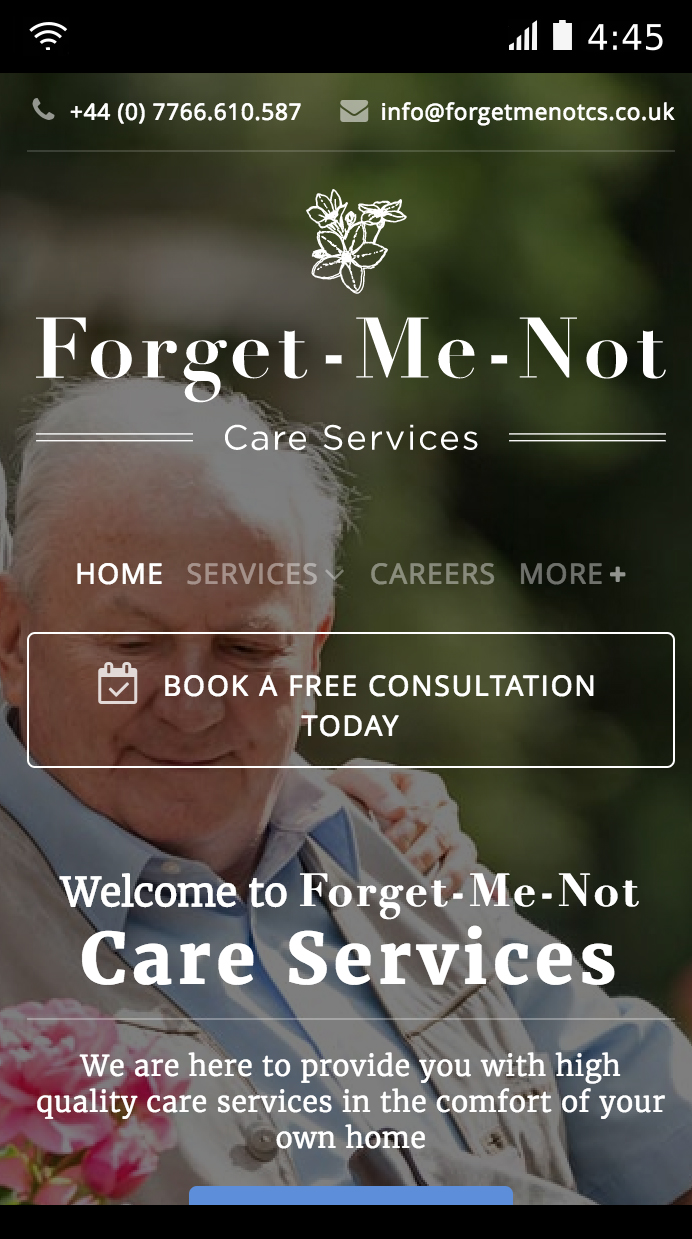 4:45
+44 (0) 7766.610.587 info@forgetmenotcs.co.uk
Forget-Me-Not
Care Services
HOME SERVICES CAREERS MORE +
BOOK A FREE CONSULTATION
TODAY
Welcome to Forget-Me-Not
Care Services
We are here to provide you with high
quality care services in the comfort of your
own home